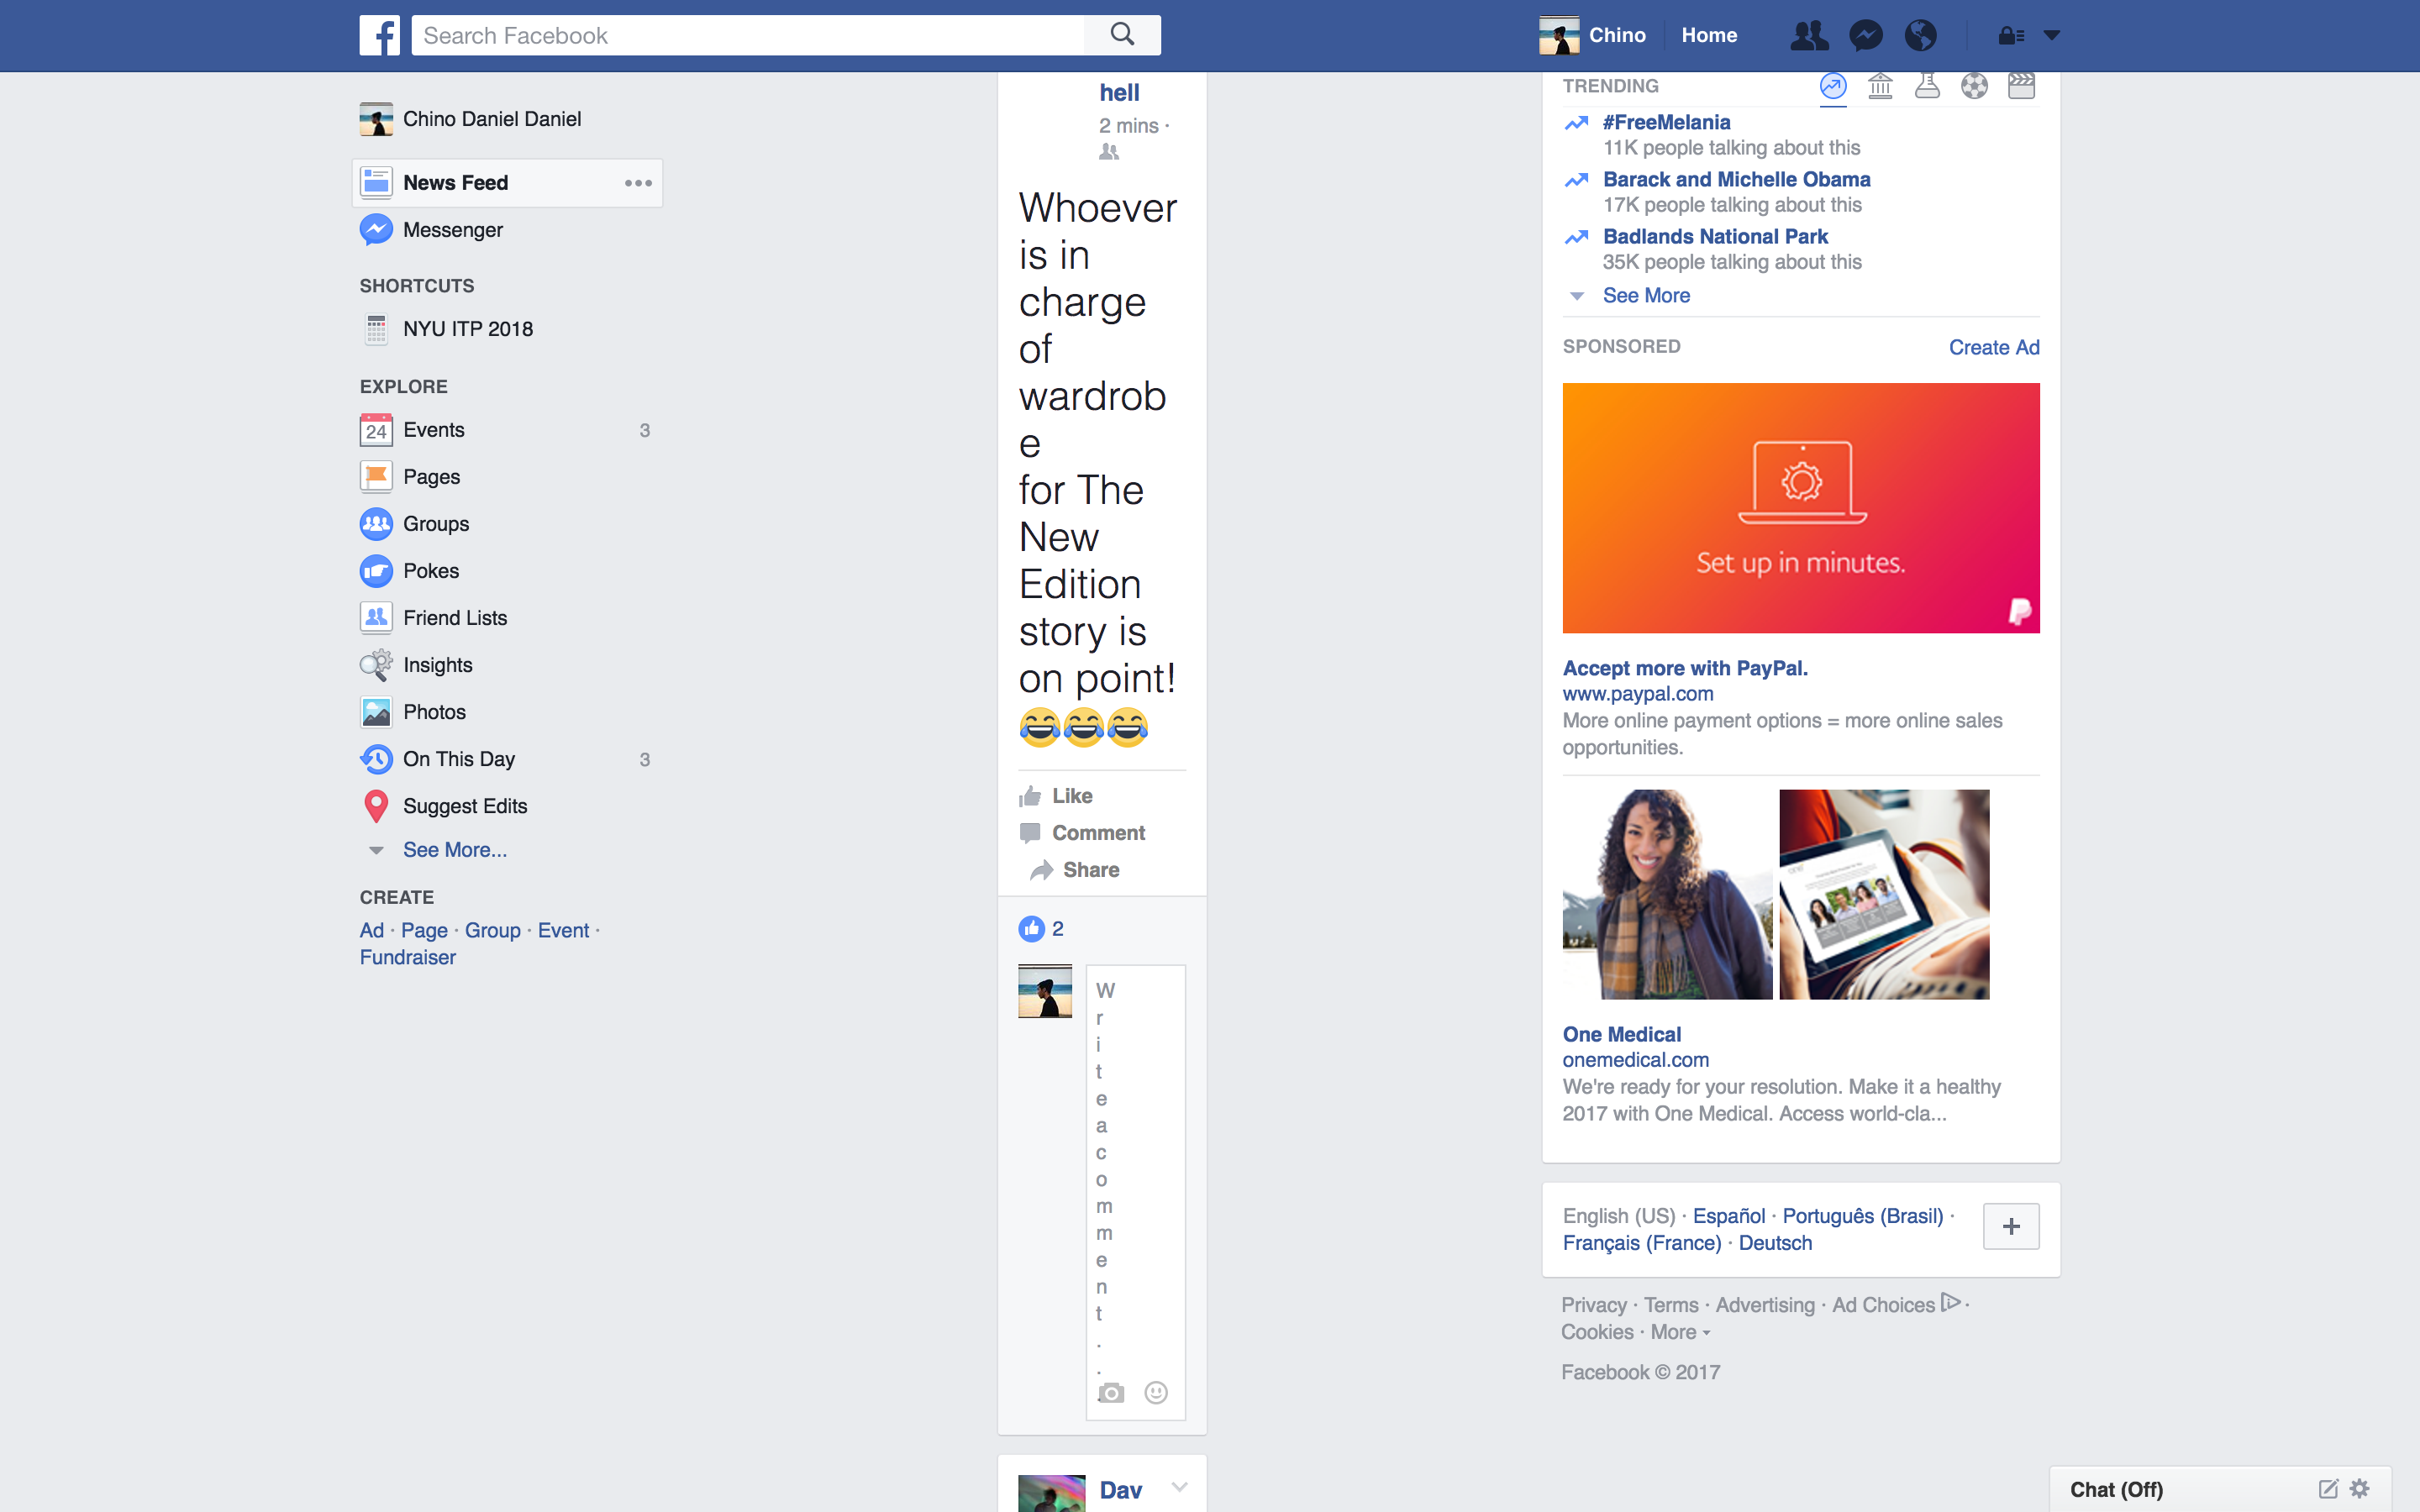 Search Facebook
Chino
Home
Chino Daniel Daniel
News Feed
Messenger
SHORTCUTS
NYU ITP 2018
EXPLORE
24
Events 3
Pages
Groups
Pokes
Friend Lists
Insights
Photos
On This Day 3
Suggest Edits
See More...
CREATE
Ad · Page · Group · Event ·
Fundraiser
hell
2 mins ·
Whoever
is in
charge
of
wardrob
e
for The
New
Edition
story is
on point!
😂😂😂
Like
Comment
Share
2
W
r
i
t
e
a
c
o
m
m
e
n
t
.
.
.
Dav
TRENDING
#FreeMelania
11K people talking about this
Barack and Michelle Obama
17K people talking about this
Badlands National Park
35K people talking about this
See More
SPONSORED Create Ad
Set up in minutes.
Accept more with PayPal.
www.paypal.com
More online payment options = more online sales
opportunities.
One Medical
onemedical.com
We're ready for your resolution. Make it a healthy
2017 with One Medical. Access world-cla...
English (US) · Español · Português (Brasil) ·
Français (France) · Deutsch
+
Privacy · Terms · Advertising · Ad Choices ·
Cookies · More
Facebook © 2017
Chat (Off)